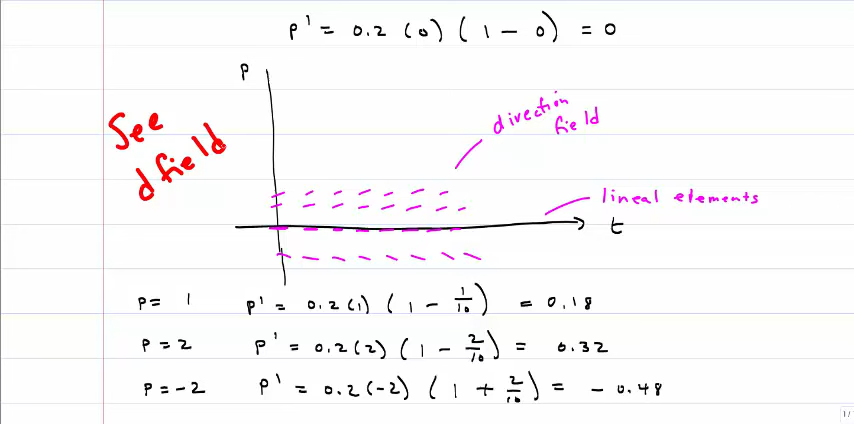 p' = 0.2 (0) (1 - 0) = 0
P
direction
field
See
dfield
lineal elements
t
p = 1 p' = 0.2 (1) (1 - 1/10) = 0.18
p = 2 p' = 0.2 (2) (1 - 2/10) = 0.32
p = -2 p' = 0.2 (-2) (1 + 2/10) = - 0.48